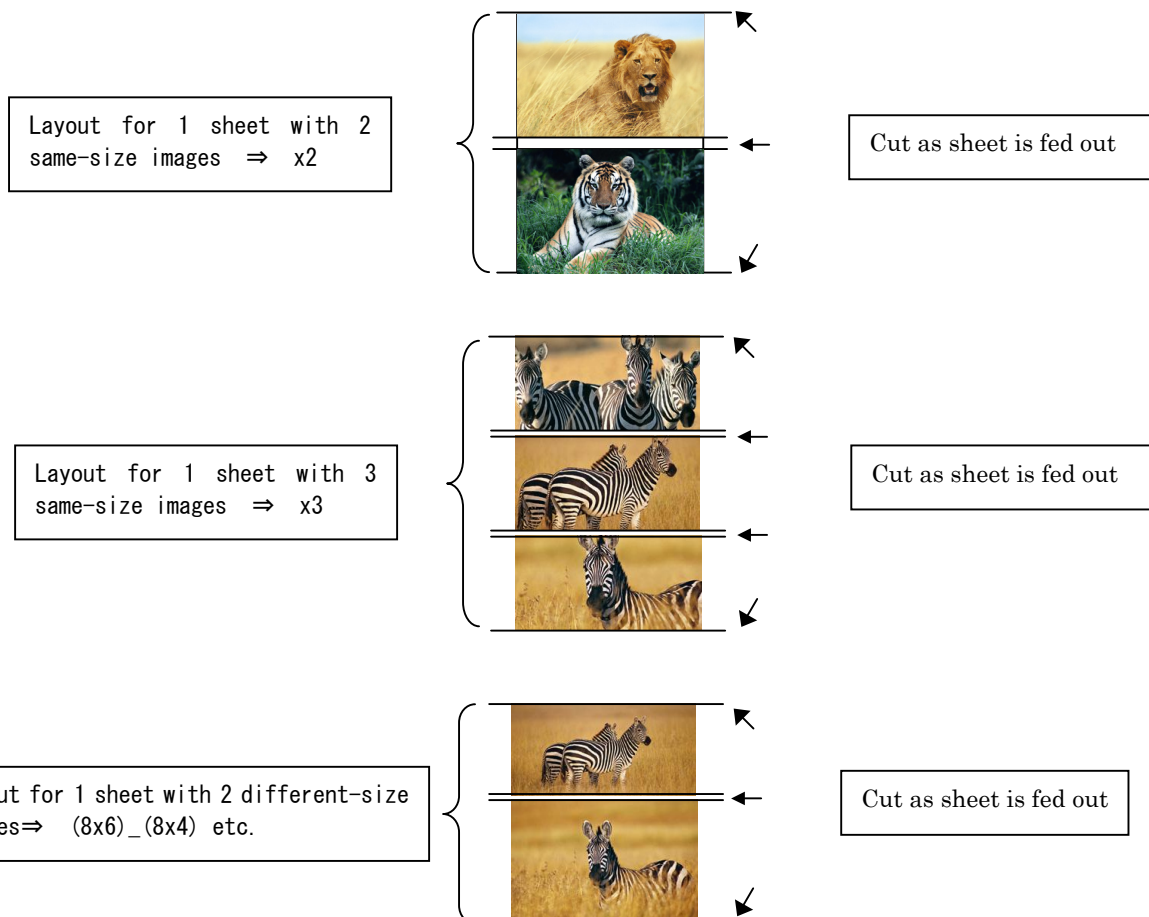 Layout for 1 sheet with 2
same-size images ⇒ x2
Cut as sheet is fed out
Layout for 1 sheet with 3
same-size images ⇒ x3
Cut as sheet is fed out
ut for 1 sheet with 2 different-size
es⇒ (8x6)_(8x4) etc.
Cut as sheet is fed out